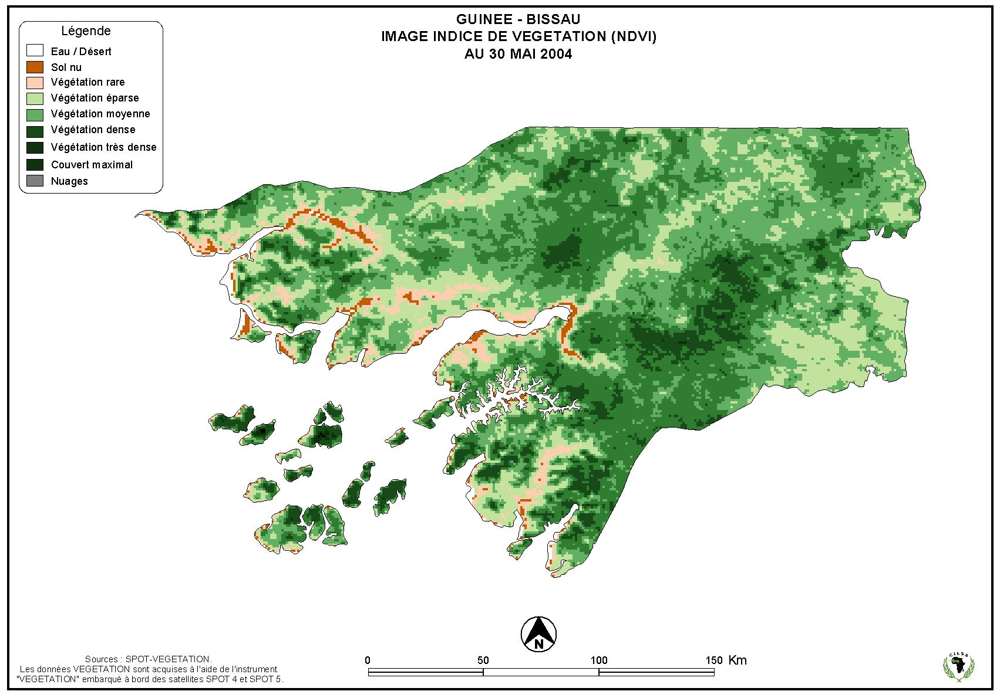 GUINEE - BISSAU
IMAGE INDICE DE VEGETATION (NDVI)
AU 30 MAI 2004
Légende
Eau / Désert
Sol nu
Végétation rare
Végétation éparse
Végétation moyenne
Végétation dense
Végétation très dense
Couvert maximal
Nuages
N
0 50 100 150 Km
Sources : SPOT-VEGETATION.
Les données VEGETATION sont acquises à l'aide de l'instrument
"VEGETATION" embarqué à bord des satellites SPOT 4 et SPOT 5.
CILSS